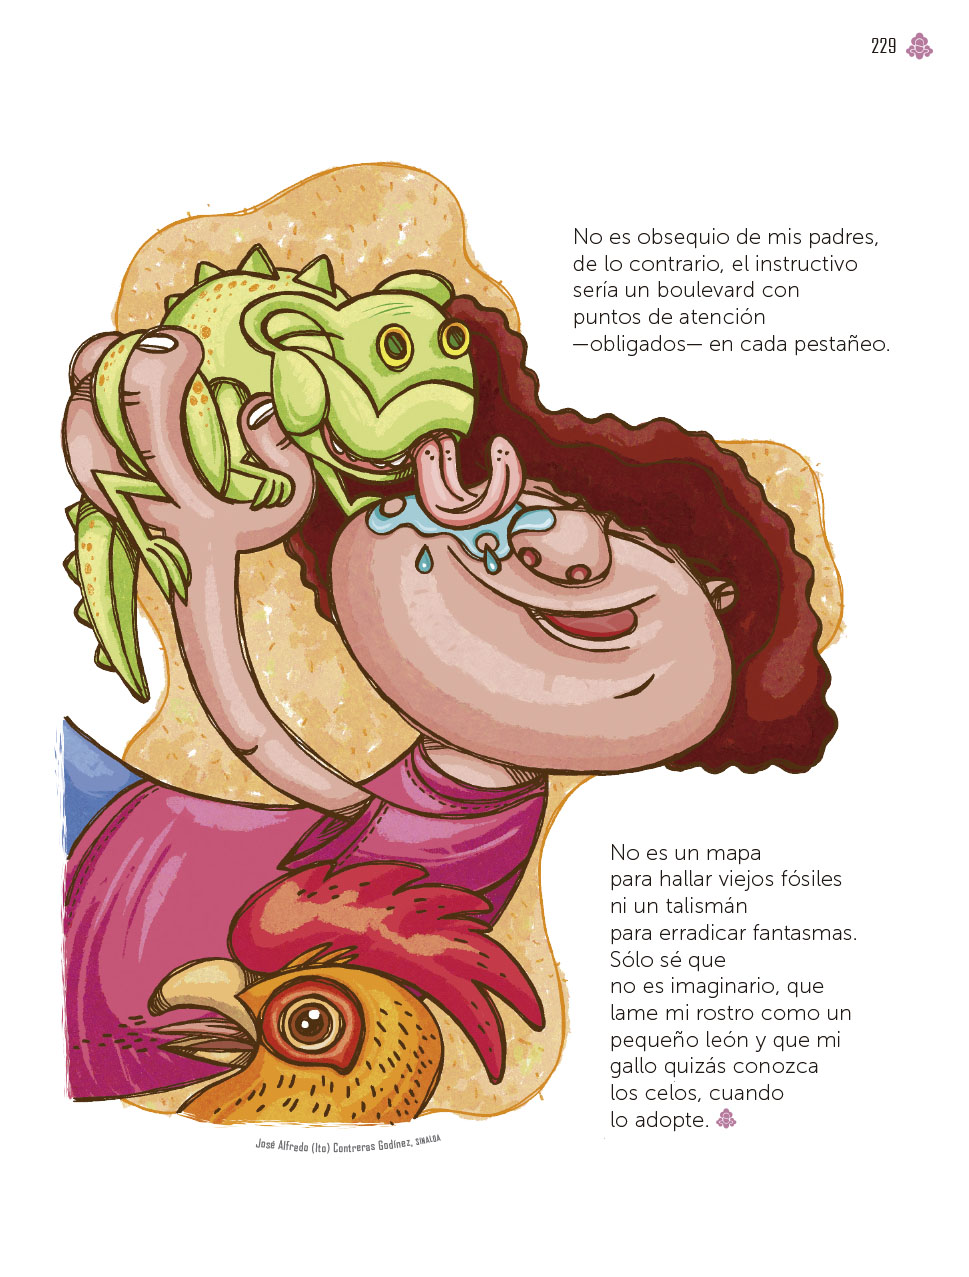 229
No es obsequio de mis padres,
de lo contrario, el instructivo
sería un boulevard con
puntos de atención
—obligados— en cada pestañeo.
No es un mapa
para hallar viejos fósiles
ni un talismán
para erradicar fantasmas.
Sólo sé que
no es imaginario, que
lame mi rostro como un
pequeño león y que mi
gallo quizás conozca
los celos, cuando
lo adopte.
José Alfredo (Ito) Contreras Godínez, SINALOA